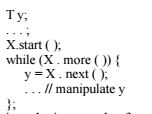 T y;
. . . ;
X.start ( );
while (X . more ( )) {
y = X . next ( );
. . . // manipulate y
};